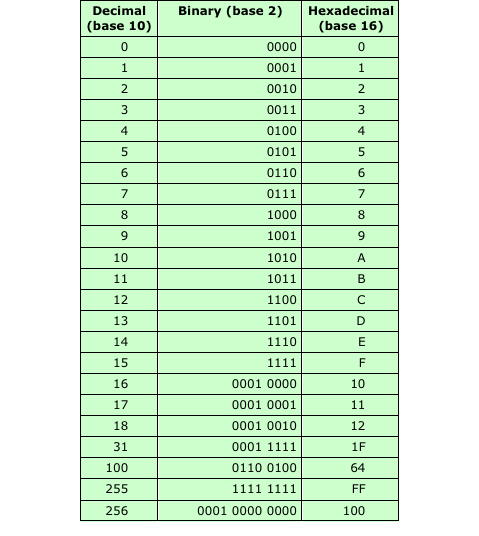 Decimal (base 10) Binary (base 2) Hexadecimal (base 16)
0 0000 0
1 0001 1
2 0010 2
3 0011 3
4 0100 4
5 0101 5
6 0110 6
7 0111 7
8 1000 8
9 1001 9
10 1010 A
11 1011 B
12 1100 C
13 1101 D
14 1110 E
15 1111 F
16 0001 0000 10
17 0001 0001 11
18 0001 0010 12
31 0001 1111 1F
100 0110 0100 64
255 1111 1111 FF
256 0001 0000 0000 100